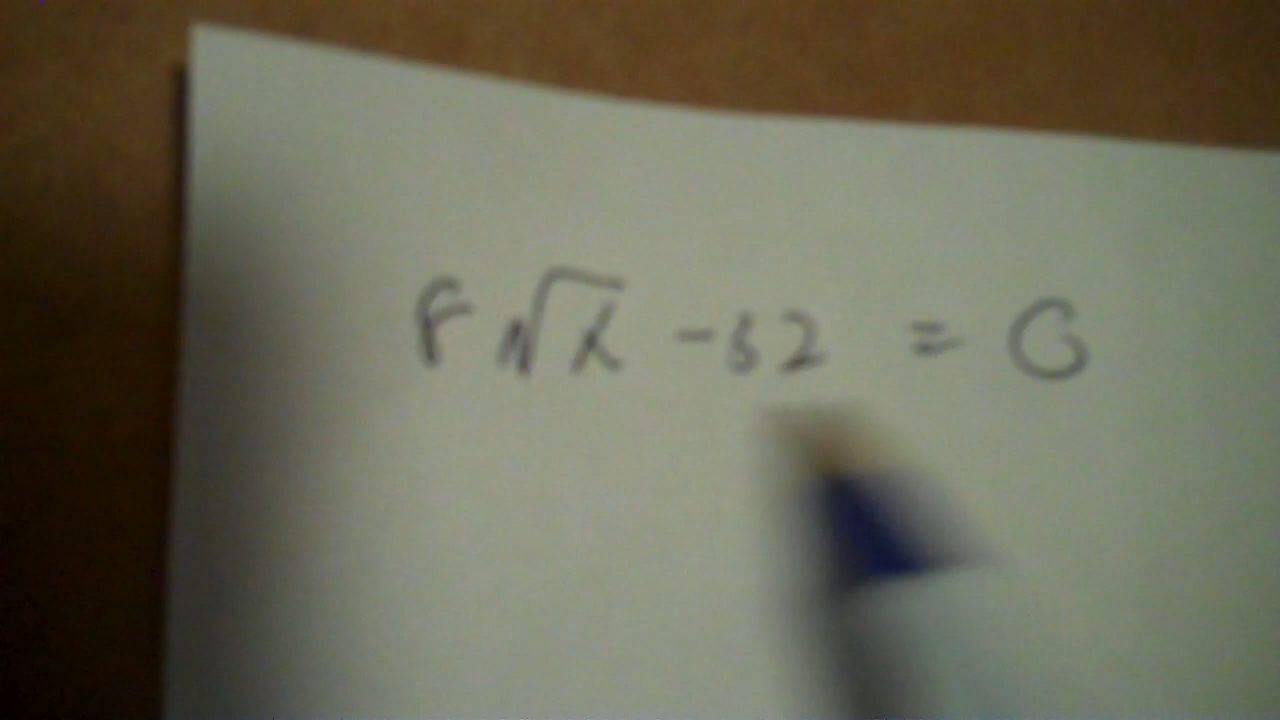 8√x -32 = 0